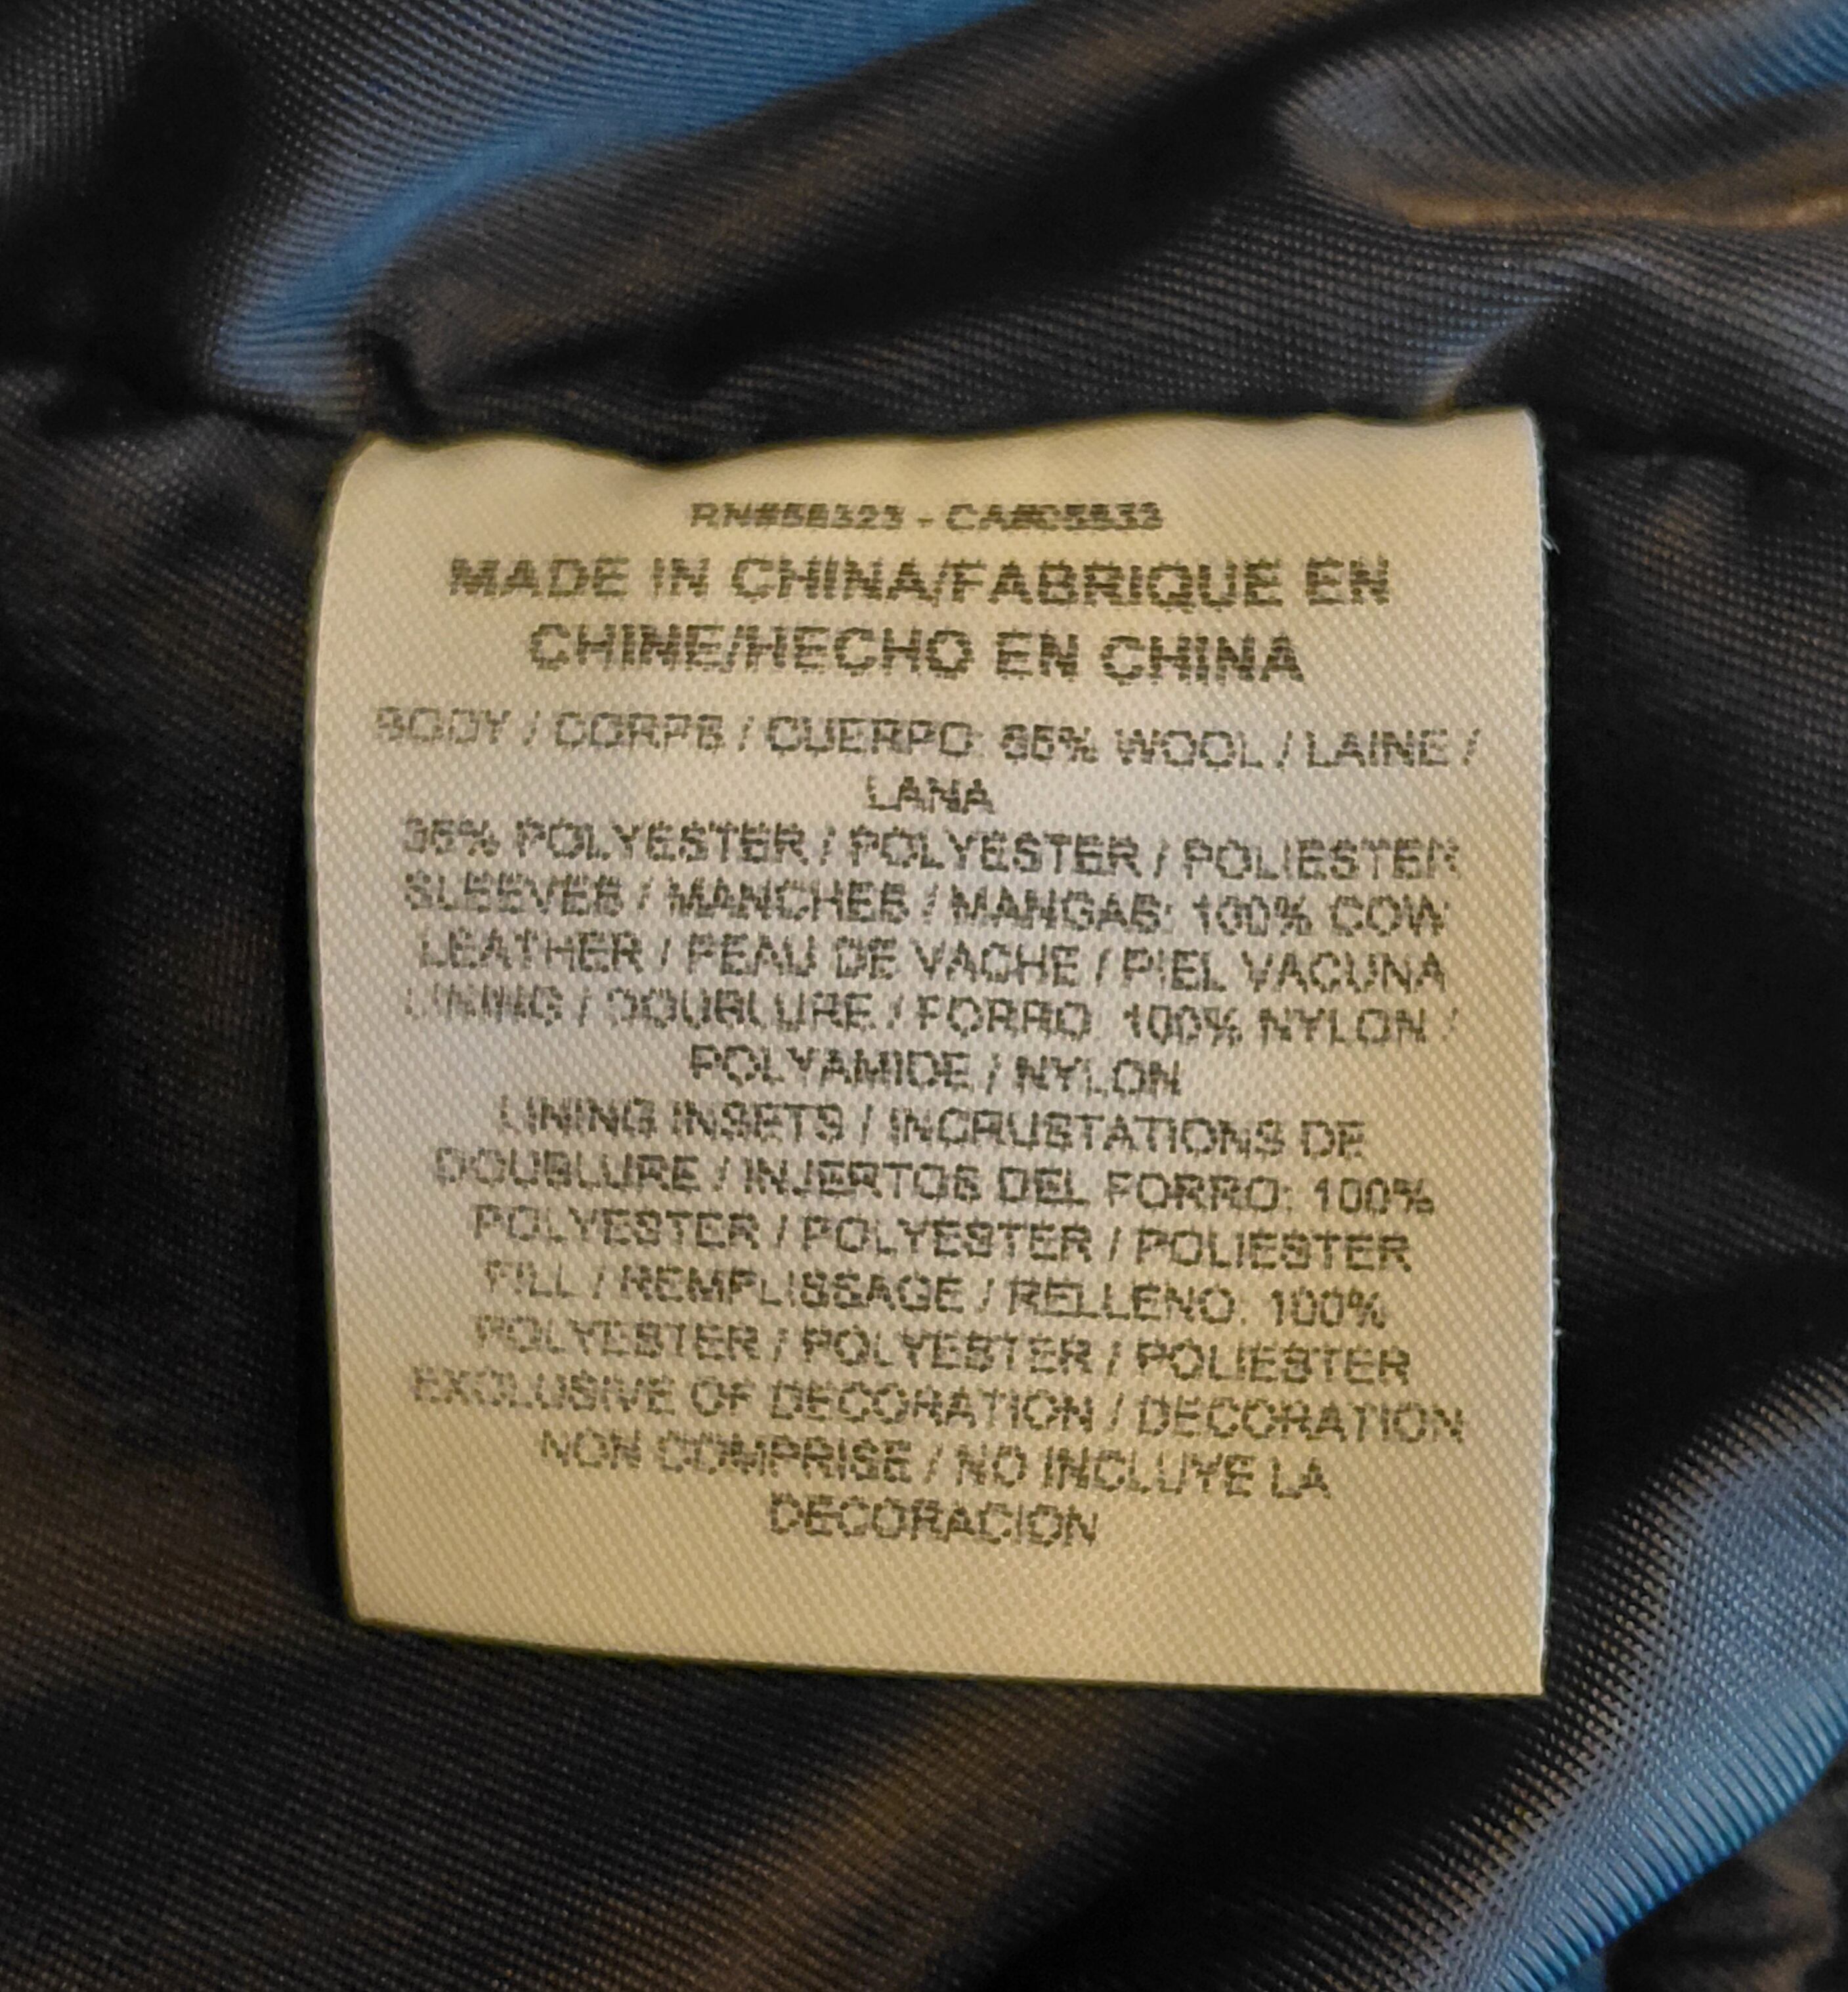 RN#56323 - CA#05533
MADE IN CHINA/FABRIQUE EN
CHINE/HECHO EN CHINA
BODY / CORPS / CUERPO: 65% WOOL / LAINE /
LANA
35% POLYESTER / POLYESTER / POLIESTER
SLEEVES / MANCHES / MANGAS: 100% COW
LEATHER / PEAU DE VACHE / PIEL VACUNA
LINING / DOUBLURE / FORRO: 100% NYLON /
POLYAMIDE / NYLON
LINING INSETS / INCRUSTATIONS DE
DOUBLURE / INJERTOS DEL FORRO: 100%
POLYESTER / POLYESTER / POLIESTER
FILL / REMPLISSAGE / RELLENO: 100%
POLYESTER / POLYESTER / POLIESTER
EXCLUSIVE OF DECORATION / DECORATION
NON COMPRISE / NO INCLUYE LA
DECORACION